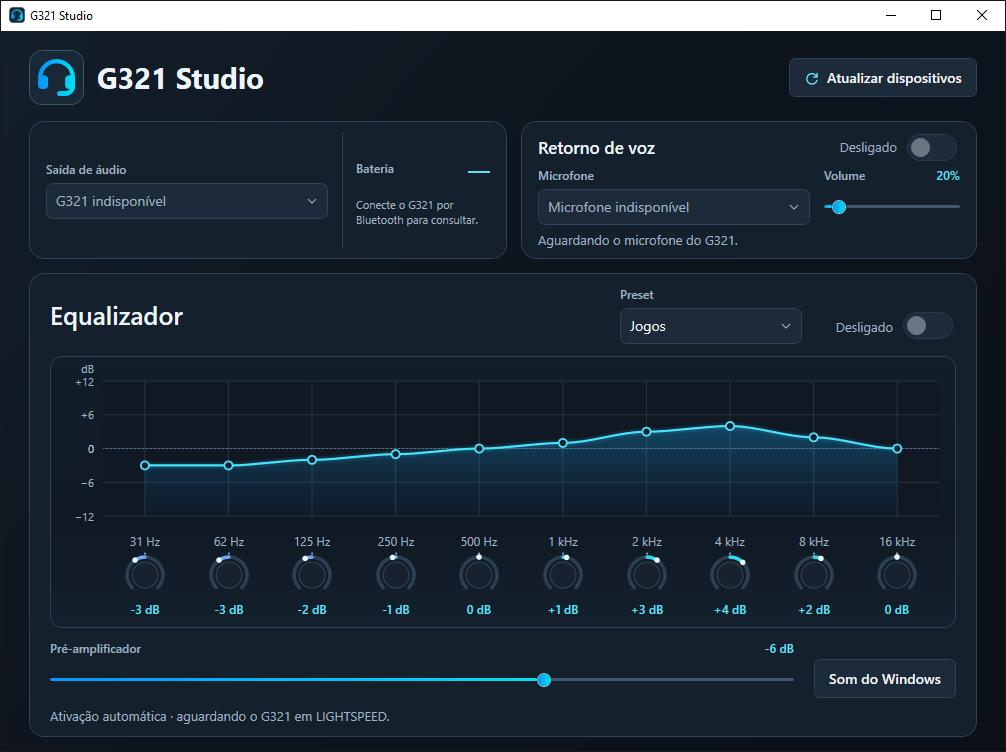 G321 Studio
G321 Studio
Atualizar dispositivos
Saída de áudio
G321 indisponível
Bateria
—
Conecte o G321 por
Bluetooth para consultar.
Retorno de voz
Desligado
Microfone
Microfone indisponível
Volume
20%
Aguardando o microfone do G321.
Equalizador
Preset
Jogos
Desligado
dB
+12
+6
0
−6
−12
31 Hz 62 Hz 125 Hz 250 Hz 500 Hz 1 kHz 2 kHz 4 kHz 8 kHz 16 kHz
-3 dB -3 dB -2 dB -1 dB 0 dB +1 dB +3 dB +4 dB +2 dB 0 dB
Pré-amplificador
-6 dB
Som do Windows
Ativação automática · aguardando o G321 em LIGHTSPEED.